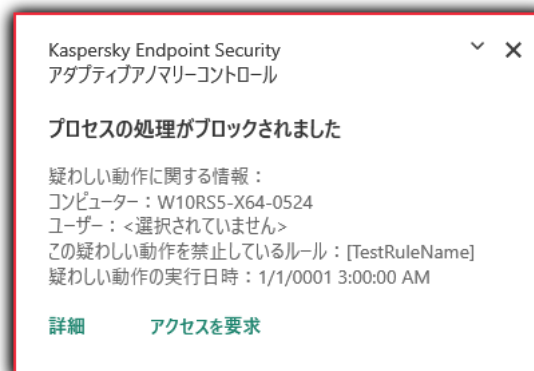 Kaspersky Endpoint Security
アダプティブアノマリーコントロール
プロセスの処理がブロックされました
疑わしい動作に関する情報：
コンピューター：W10RS5-X64-0524
ユーザー：<選択されていません>
この疑わしい動作を禁止しているルール：[TestRuleName]
疑わしい動作の実行日時：1/1/0001 3:00:00 AM
詳細 アクセスを要求